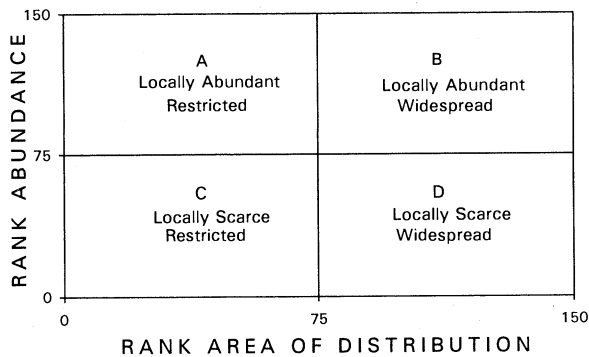 150
A
Locally Abundant
Restricted
B
Locally Abundant
Widespread
RANK ABUNDANCE
75
C
Locally Scarce
Restricted
D
Locally Scarce
Widespread
0
0
75
150
RANK AREA OF DISTRIBUTION